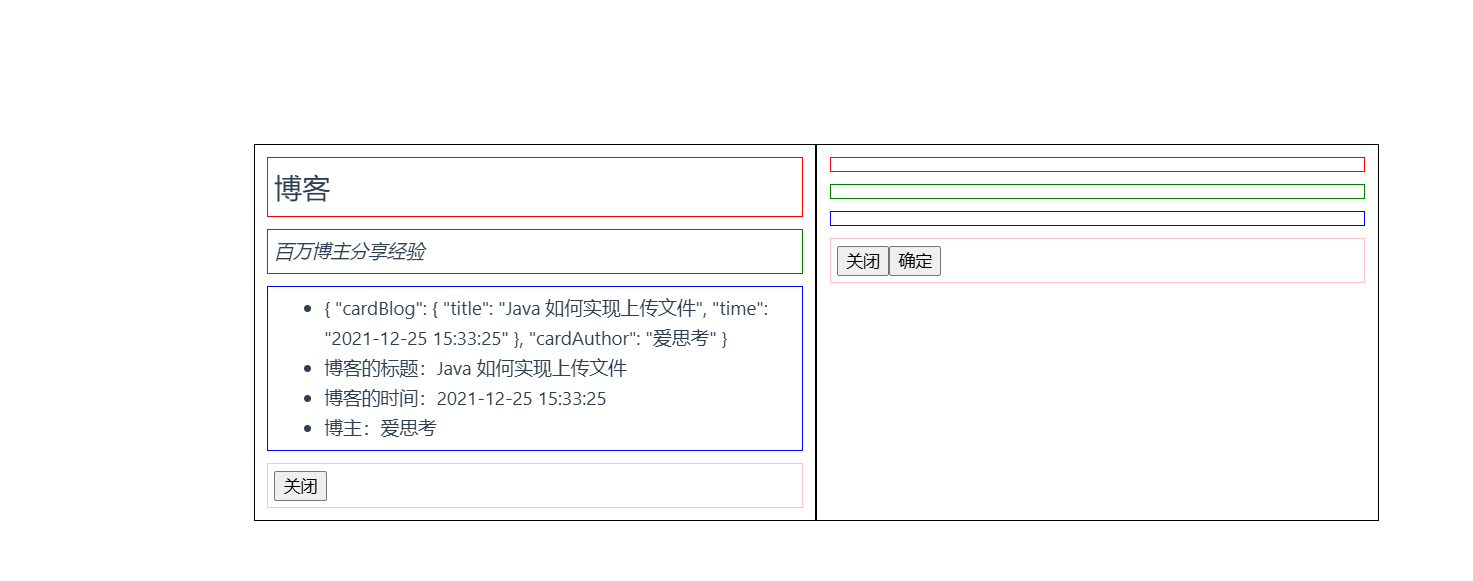 博客
百万博主分享经验
{ "cardBlog": { "title": "Java 如何实现上传文件", "time":
"2021-12-25 15:33:25" }, "cardAuthor": "爱思考" }
博客的标题：Java 如何实现上传文件
博客的时间：2021-12-25 15:33:25
博主：爱思考
关闭
关闭 确定